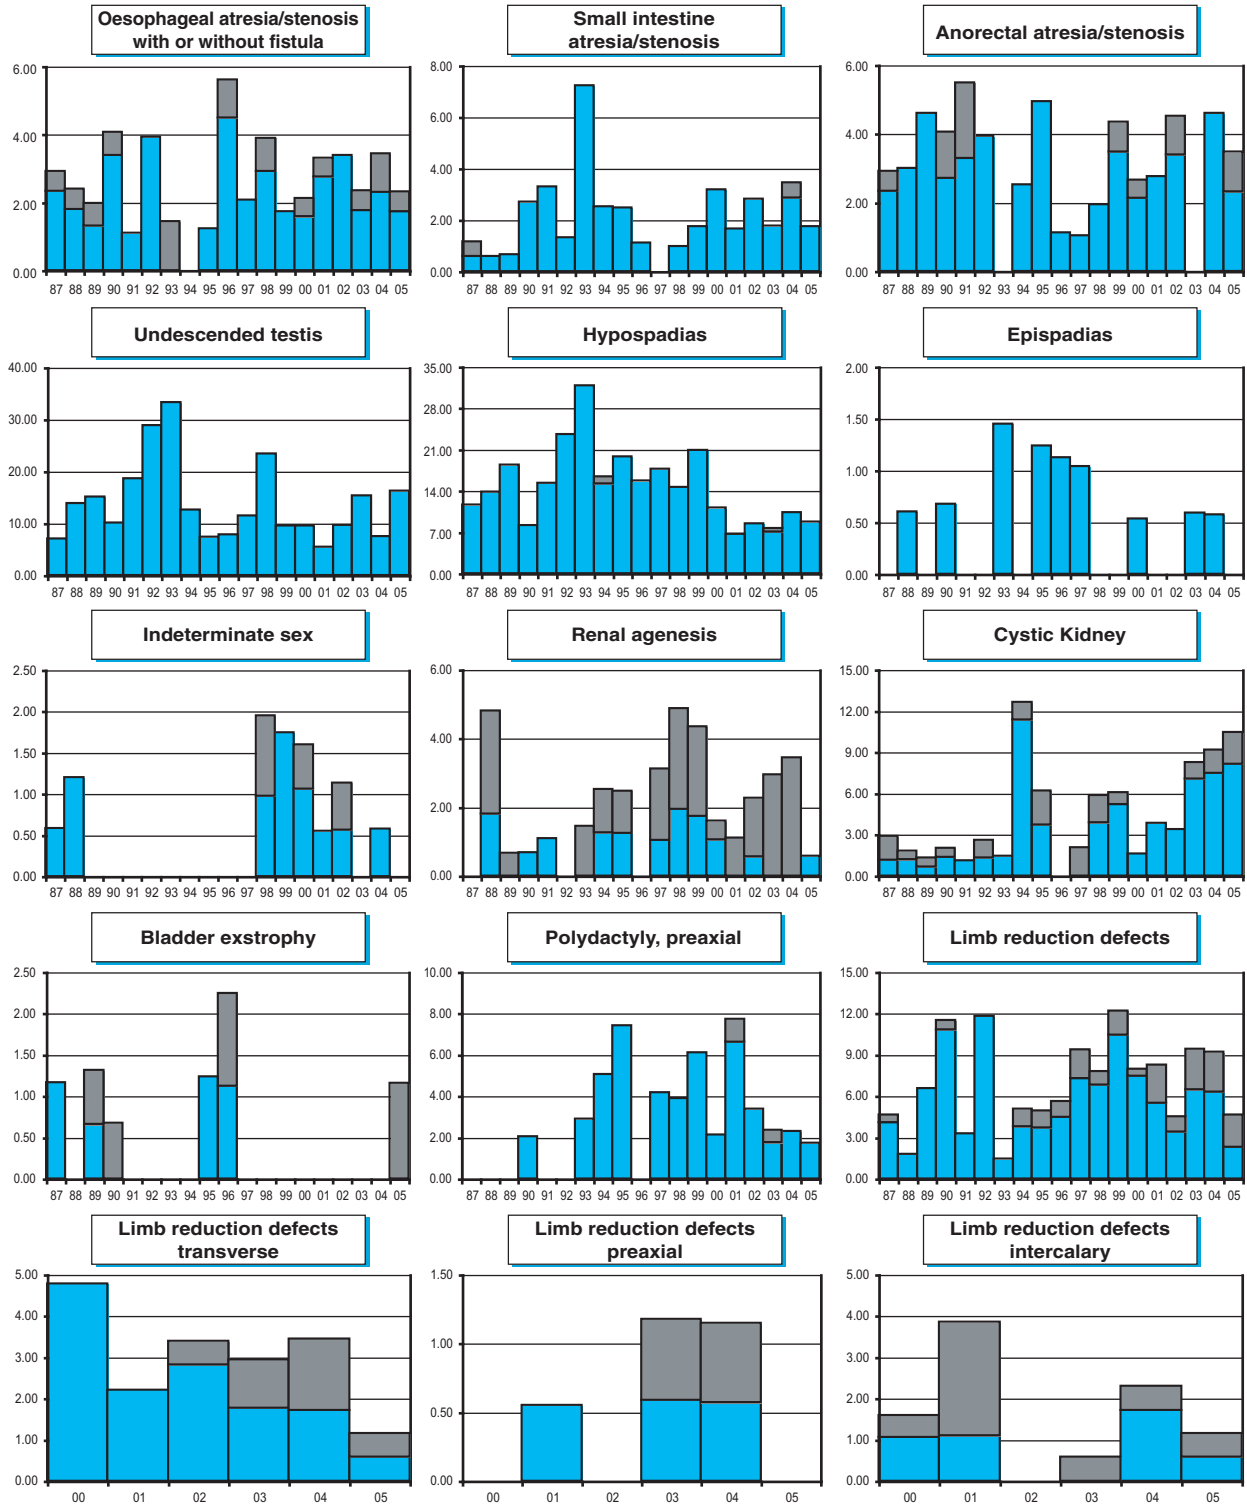 Oesophageal atresia/stenosis
with or without fistula
Small intestine
atresia/stenosis
Anorectal atresia/stenosis
6.00
4.00
2.00
0.00
87 88 89 90 91 92 93 94 95 96 97 98 99 00 01 02 03 04 05
8.00
6.00
4.00
2.00
0.00
87 88 89 90 91 92 93 94 95 96 97 98 99 00 01 02 03 04 05
6.00
4.00
2.00
0.00
87 88 89 90 91 92 93 94 95 96 97 98 99 00 01 02 03 04 05
Undescended testis
Hypospadias
Epispadias
40.00
30.00
20.00
10.00
0.00
87 88 89 90 91 92 93 94 95 96 97 98 99 00 01 02 03 04 05
35.00
28.00
21.00
14.00
7.00
0.00
87 88 89 90 91 92 93 94 95 96 97 98 99 00 01 02 03 04 05
2.00
1.50
1.00
0.50
0.00
87 88 89 90 91 92 93 94 95 96 97 98 99 00 01 02 03 04 05
Indeterminate sex
Renal agenesis
Cystic Kidney
2.50
2.00
1.50
1.00
0.50
0.00
87 88 89 90 91 92 93 94 95 96 97 98 99 00 01 02 03 04 05
6.00
4.00
2.00
0.00
87 88 89 90 91 92 93 94 95 96 97 98 99 00 01 02 03 04 05
15.00
12.00
9.00
6.00
3.00
0.00
87 88 89 90 91 92 93 94 95 96 97 98 99 00 01 02 03 04 05
Bladder exstrophy
Polydactyly, preaxial
Limb reduction defects
2.50
2.00
1.50
1.00
0.50
0.00
87 88 89 90 91 92 93 94 95 96 97 98 99 00 01 02 03 04 05
10.00
8.00
6.00
4.00
2.00
0.00
87 88 89 90 91 92 93 94 95 96 97 98 99 00 01 02 03 04 05
15.00
12.00
9.00
6.00
3.00
0.00
87 88 89 90 91 92 93 94 95 96 97 98 99 00 01 02 03 04 05
Limb reduction defects
transverse
Limb reduction defects
preaxial
Limb reduction defects
intercalary
5.00
4.00
3.00
2.00
1.00
0.00
00 01 02 03 04 05
1.50
1.00
0.50
0.00
00 01 02 03 04 05
5.00
4.00
3.00
2.00
1.00
0.00
00 01 02 03 04 05